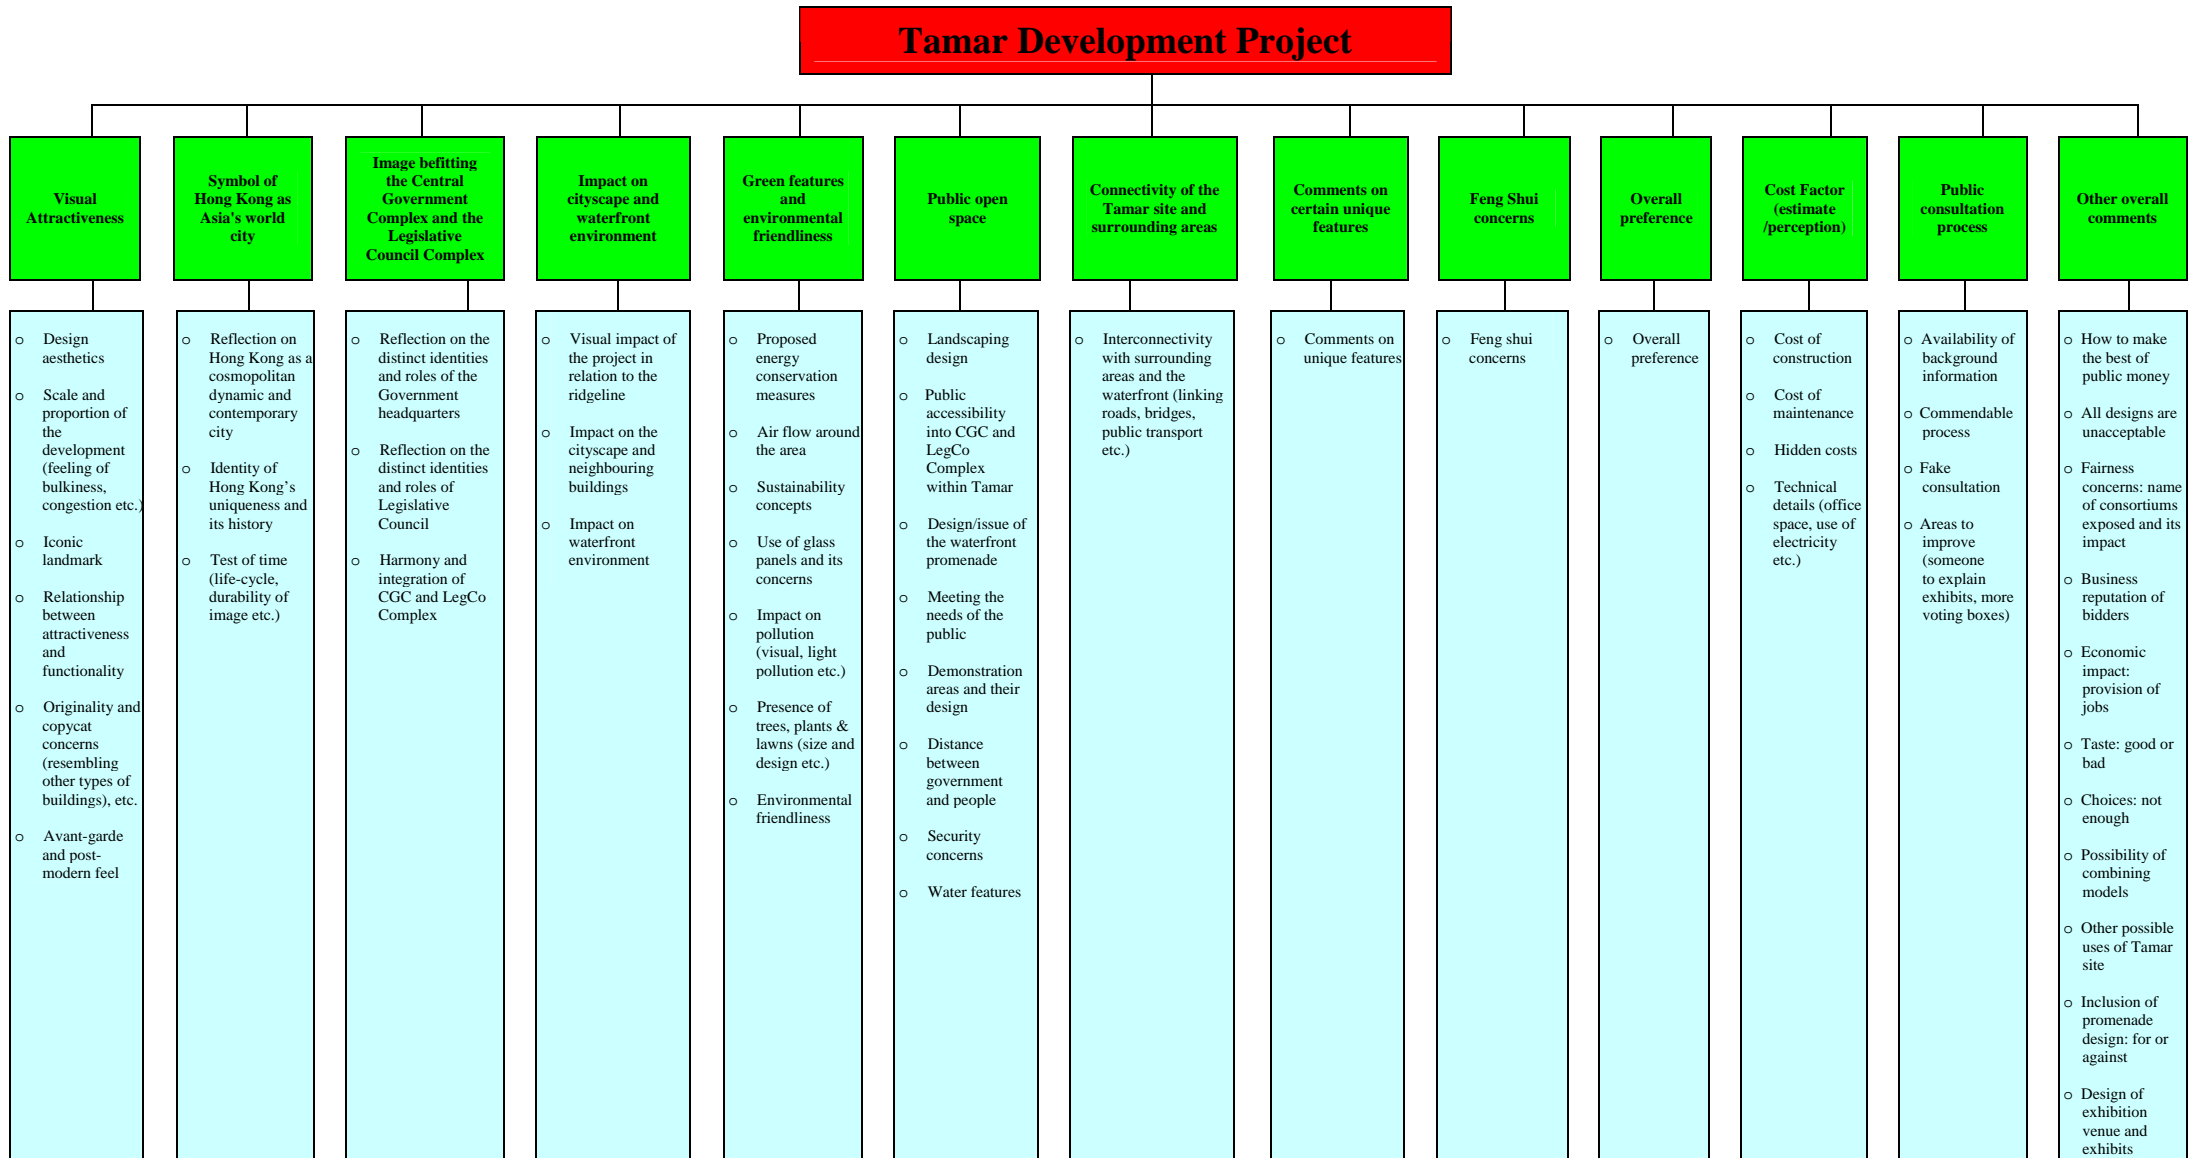 Tamar Development Project
Visual
Attractiveness
Symbol of
Hong Kong as
Asia's world
city
Image befitting
the Central
Government
Complex and the
Legislative
Council Complex
Impact on
cityscape and
waterfront
environment
Green features
and
environmental
friendliness
Public open
space
Connectivity of the
Tamar site and
surrounding areas
Comments on
certain unique
features
Feng Shui
concerns
Overall
preference
Cost Factor
(estimate
/perception)
Public
consultation
process
Other overall
comments
o Design
aesthetics
o Scale and
proportion of
the
development
(feeling of
bulkiness,
congestion etc.)
o Iconic
landmark
o Relationship
between
attractiveness
and
functionality
o Originality and
copycat
concerns
(resembling
other types of
buildings), etc.
o Avant-garde
and post-
modern feel
o Reflection on
Hong Kong as a
cosmopolitan
dynamic and
contemporary
city
o Identity of
Hong Kong’s
uniqueness and
its history
o Test of time
(life-cycle,
durability of
image etc.)
o Reflection on the
distinct identities
and roles of the
Government
headquarters
o Reflection on the
distinct identities
and roles of
Legislative
Council
o Harmony and
integration of
CGC and LegCo
Complex
o Visual impact of
the project in
relation to the
ridgeline
o Impact on the
cityscape and
neighbouring
buildings
o Impact on
waterfront
environment
o Proposed
energy
conservation
measures
o Air flow around
the area
o Sustainability
concepts
o Use of glass
panels and its
concerns
o Impact on
pollution
(visual, light
pollution etc.)
o Presence of
trees, plants &
lawns (size and
design etc.)
o Environmental
friendliness
o Landscaping
design
o Public
accessibility
into CGC and
LegCo
Complex
within Tamar
o Design/issue of
the waterfront
promenade
o Meeting the
needs of the
public
o Demonstration
areas and their
design
o Distance
between
government
and people
o Security
concerns
o Water features
o Interconnectivity
with surrounding
areas and the
waterfront (linking
roads, bridges,
public transport
etc.)
o Comments on
unique features
o Feng shui
concerns
o Overall
preference
o Cost of
construction
o Cost of
maintenance
o Hidden costs
o Technical
details (office
space, use of
electricity
etc.)
o Availability of
background
information
o Commendable
process
o Fake
consultation
o Areas to
improve
(someone
to explain
exhibits, more
voting boxes)
o How to make
the best of
public money
o All designs are
unacceptable
o Fairness
concerns: name
of consortiums
exposed and its
impact
o Business
reputation of
bidders
o Economic
impact:
provision of
jobs
o Taste: good or
bad
o Choices: not
enough
o Possibility of
combining
models
o Other possible
uses of Tamar
site
o Inclusion of
promenade
design: for or
against
o Design of
exhibition
venue and
exhibits